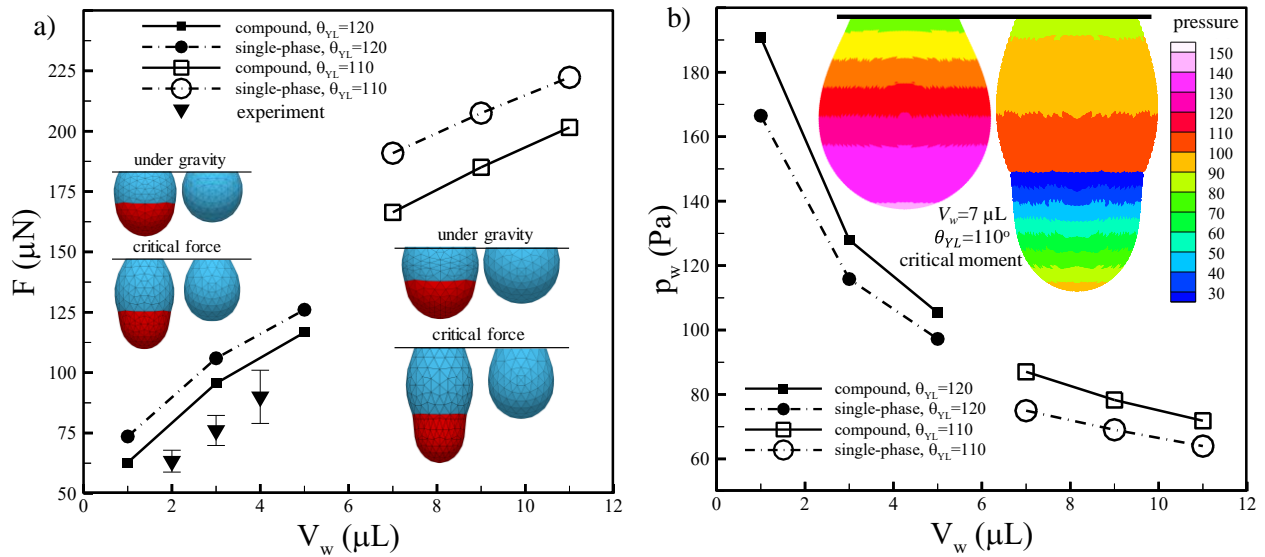 a)
compound, θYL=120
single-phase, θYL=120
compound, θYL=110
single-phase, θYL=110
experiment
under gravity
critical force
under gravity
critical force
F (μN)
225
200
175
150
125
100
75
50
0 2 4 6 8 10 12
Vw (μL)
b)
pressure
150
140
130
120
110
100
90
80
70
60
50
40
30
Vw=7 μL
θYL=110o
critical moment
compound, θYL=120
single-phase, θYL=120
compound, θYL=110
single-phase, θYL=110
pw (Pa)
180
160
140
120
100
80
60
0 2 4 6 8 10 12
Vw (μL)